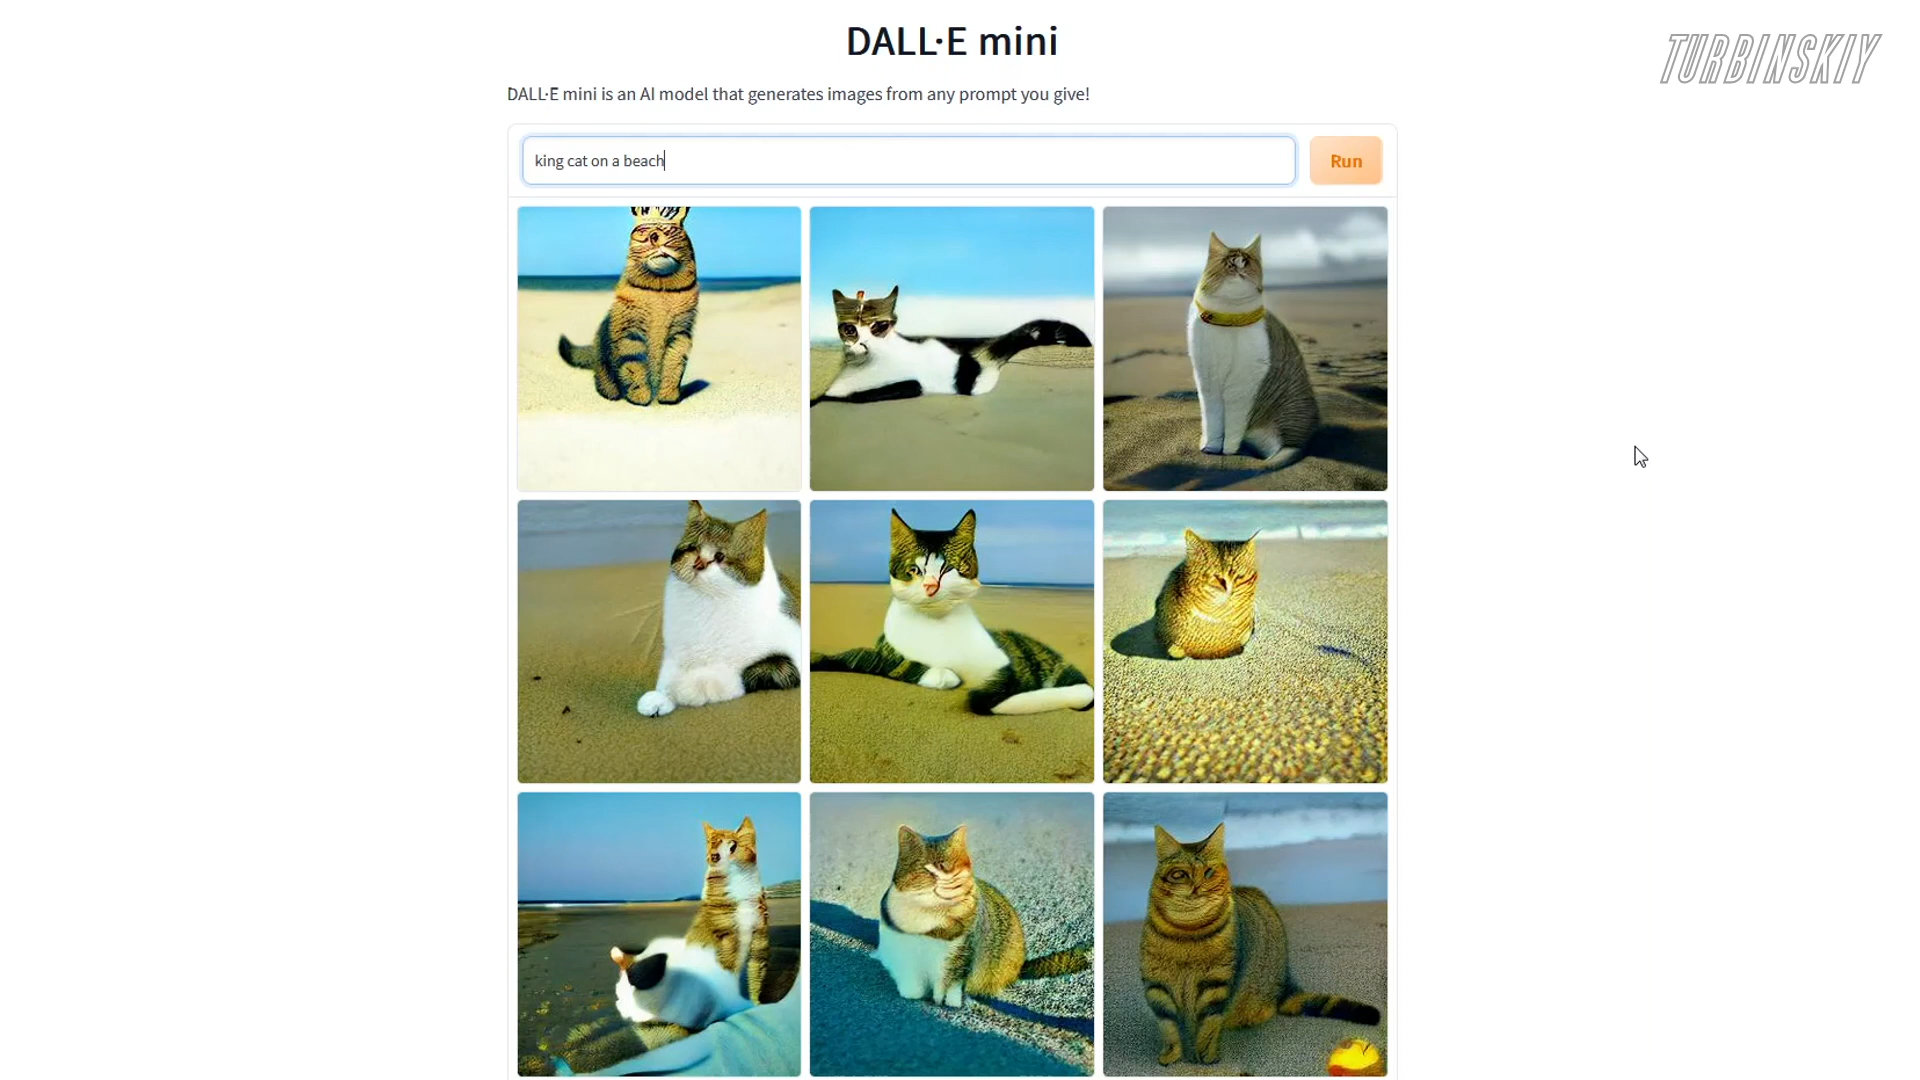 DALL·E mini
TURBINSKIY
DALL·E mini is an AI model that generates images from any prompt you give!
king cat on a beach
Run